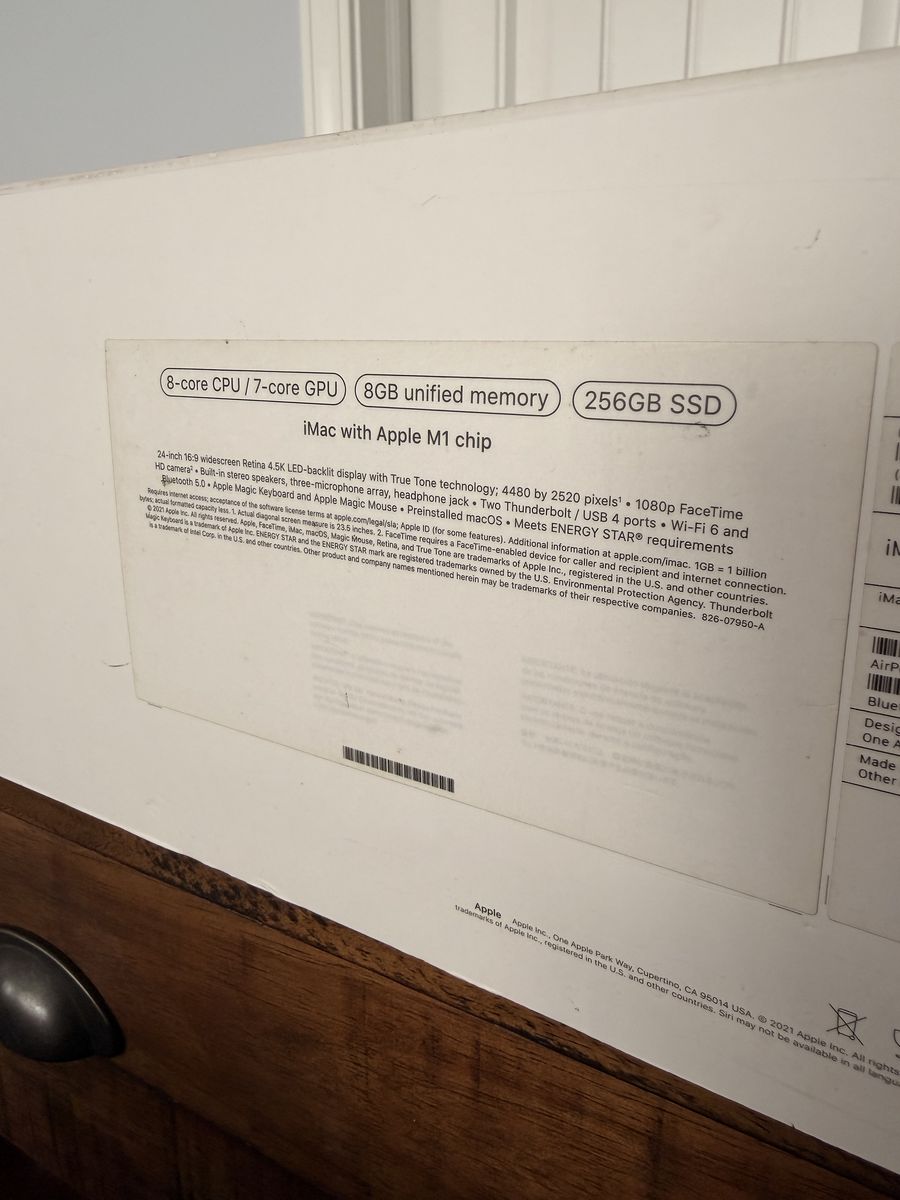 8-core CPU / 7-core GPU 8GB unified memory 256GB SSD
iMac with Apple M1 chip
24-inch 16:9 widescreen Retina 4.5K LED-backlit display with True Tone technology; 4480 by 2520 pixels¹ • 1080p FaceTime
HD camera² • Built-in stereo speakers, three-microphone array, headphone jack • Two Thunderbolt / USB 4 ports • Wi-Fi 6 and
Bluetooth 5.0 • Apple Magic Keyboard and Apple Magic Mouse • Preinstalled macOS • Meets ENERGY STAR® requirements
Requires internet access; acceptance of the software license terms at apple.com/legal/sla; Apple ID (for some features). Additional information at apple.com/imac. 1GB = 1 billion
bytes; actual formatted capacity less. 1. Actual diagonal screen measure is 23.5 inches. 2. FaceTime requires a FaceTime-enabled device for caller and recipient and internet connection.
© 2021 Apple Inc. All rights reserved. Apple, FaceTime, iMac, macOS, Magic Mouse, Retina, and True Tone are trademarks of Apple Inc., registered in the U.S. and other countries.
Magic Keyboard is a trademark of Apple Inc. ENERGY STAR and the ENERGY STAR mark are registered trademarks owned by the U.S. Environmental Protection Agency. Thunderbolt
is a trademark of Intel Corp. in the U.S. and other countries. Other product and company names mentioned herein may be trademarks of their respective companies. 826-07950-A
iM
iMa
AirP
Blue
Desig
One A
Made
Other
Apple Apple Inc., One Apple Park Way, Cupertino, CA 95014 USA. © 2021 Apple Inc. All rights
trademarks of Apple Inc., registered in the U.S. and other countries. Siri may not be available in all langua